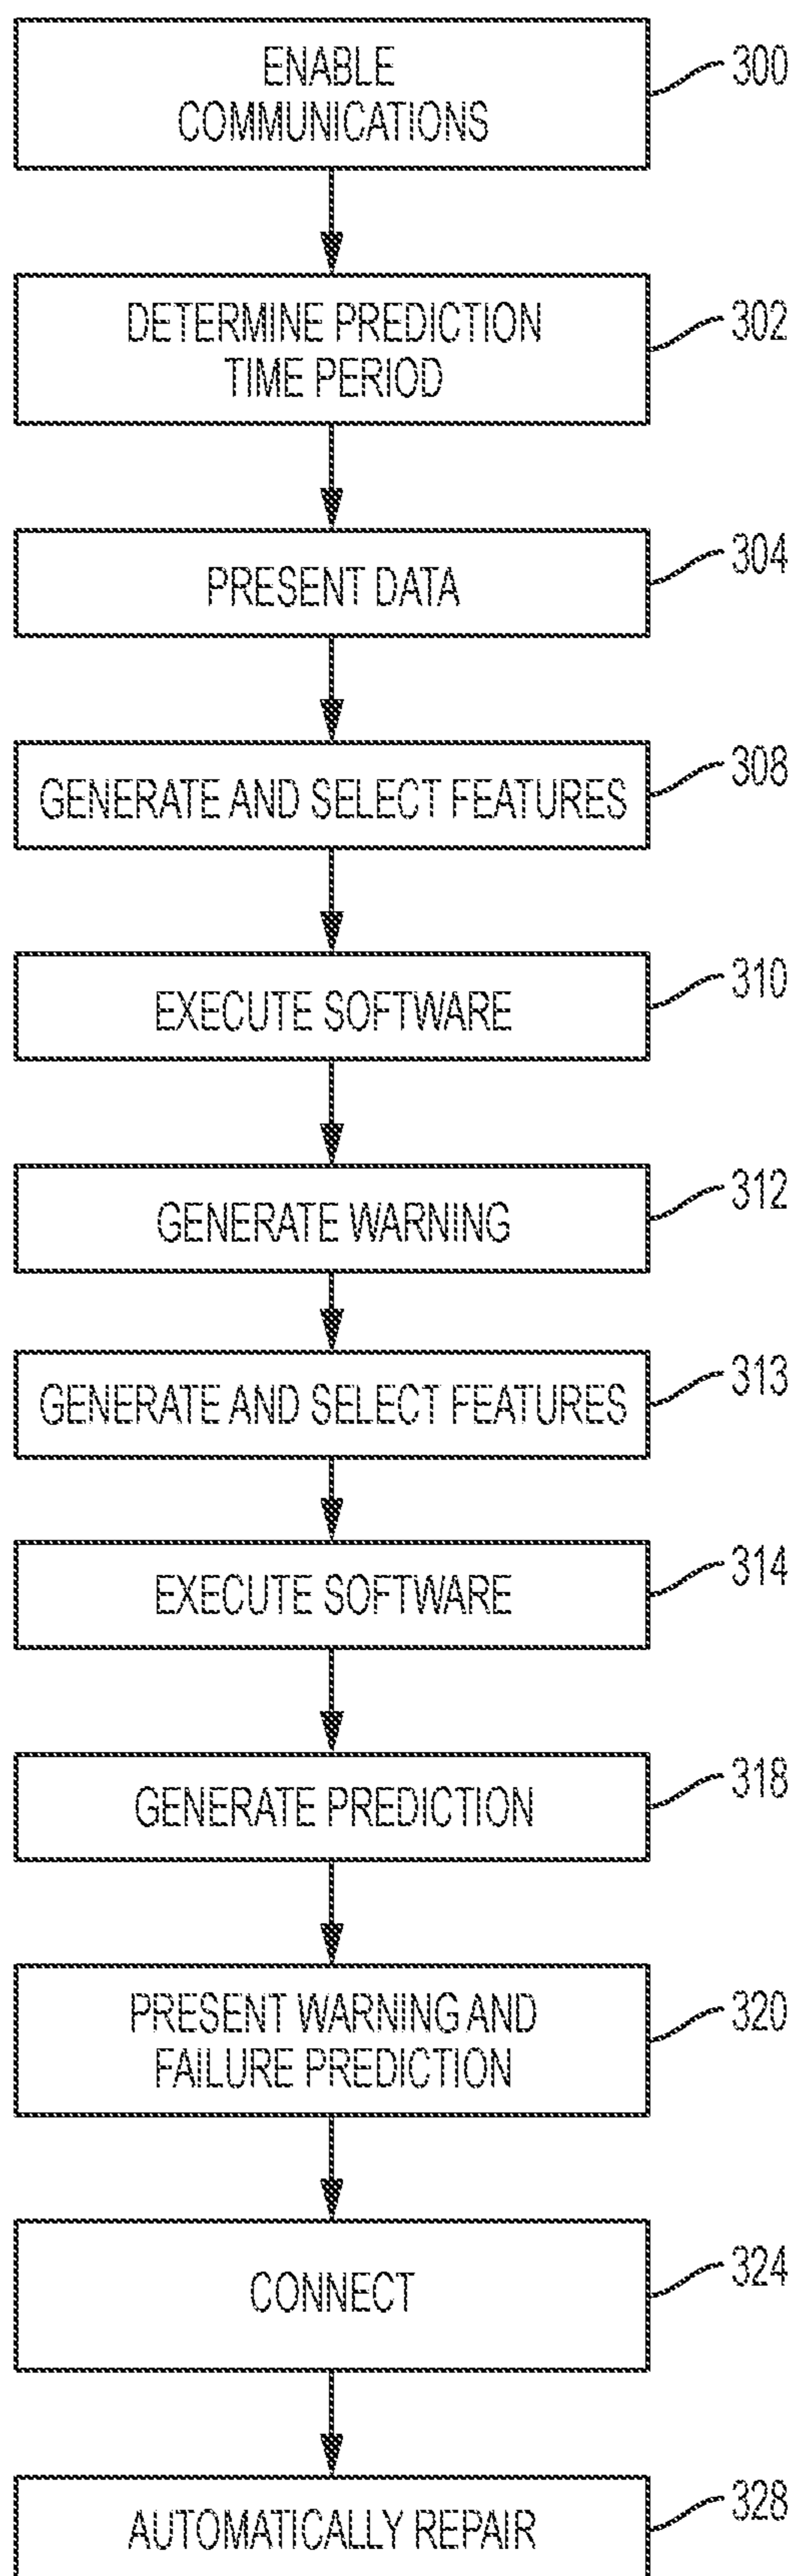 ENABLE
COMMUNICATIONS
300
DETERMINE PREDICTION
TIME PERIOD
302
PRESENT DATA
304
GENERATE AND SELECT FEATURES
308
EXECUTE SOFTWARE
310
GENERATE WARNING
312
GENERATE AND SELECT FEATURES
313
EXECUTE SOFTWARE
314
GENERATE PREDICTION
318
PRESENT WARNING AND
FAILURE PREDICTION
320
CONNECT
324
AUTOMATICALLY REPAIR
328